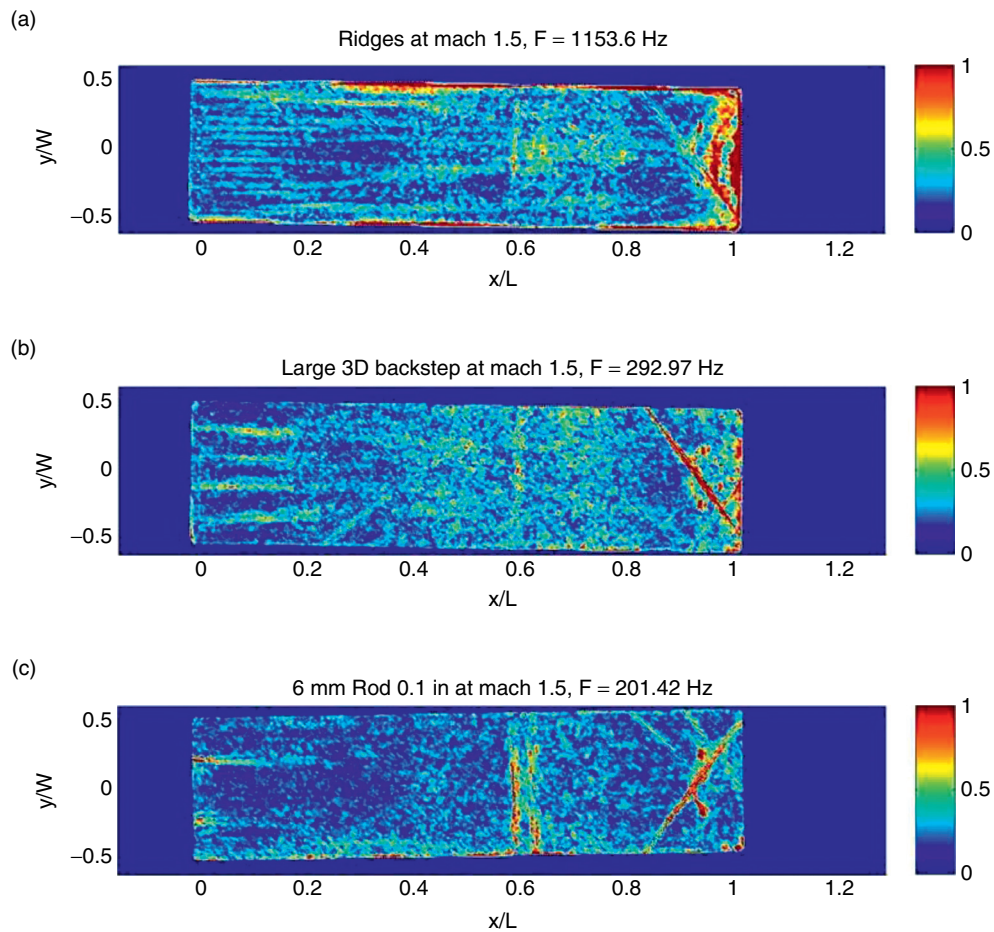 (a)
Ridges at mach 1.5, F = 1153.6 Hz
0.5
0
−0.5
y/W
0 0.2 0.4 0.6 0.8 1 1.2
x/L
1
0.5
0
(b)
Large 3D backstep at mach 1.5, F = 292.97 Hz
0.5
0
−0.5
y/W
0 0.2 0.4 0.6 0.8 1 1.2
x/L
1
0.5
0
(c)
6 mm Rod 0.1 in at mach 1.5, F = 201.42 Hz
0.5
0
−0.5
y/W
0 0.2 0.4 0.6 0.8 1 1.2
x/L
1
0.5
0